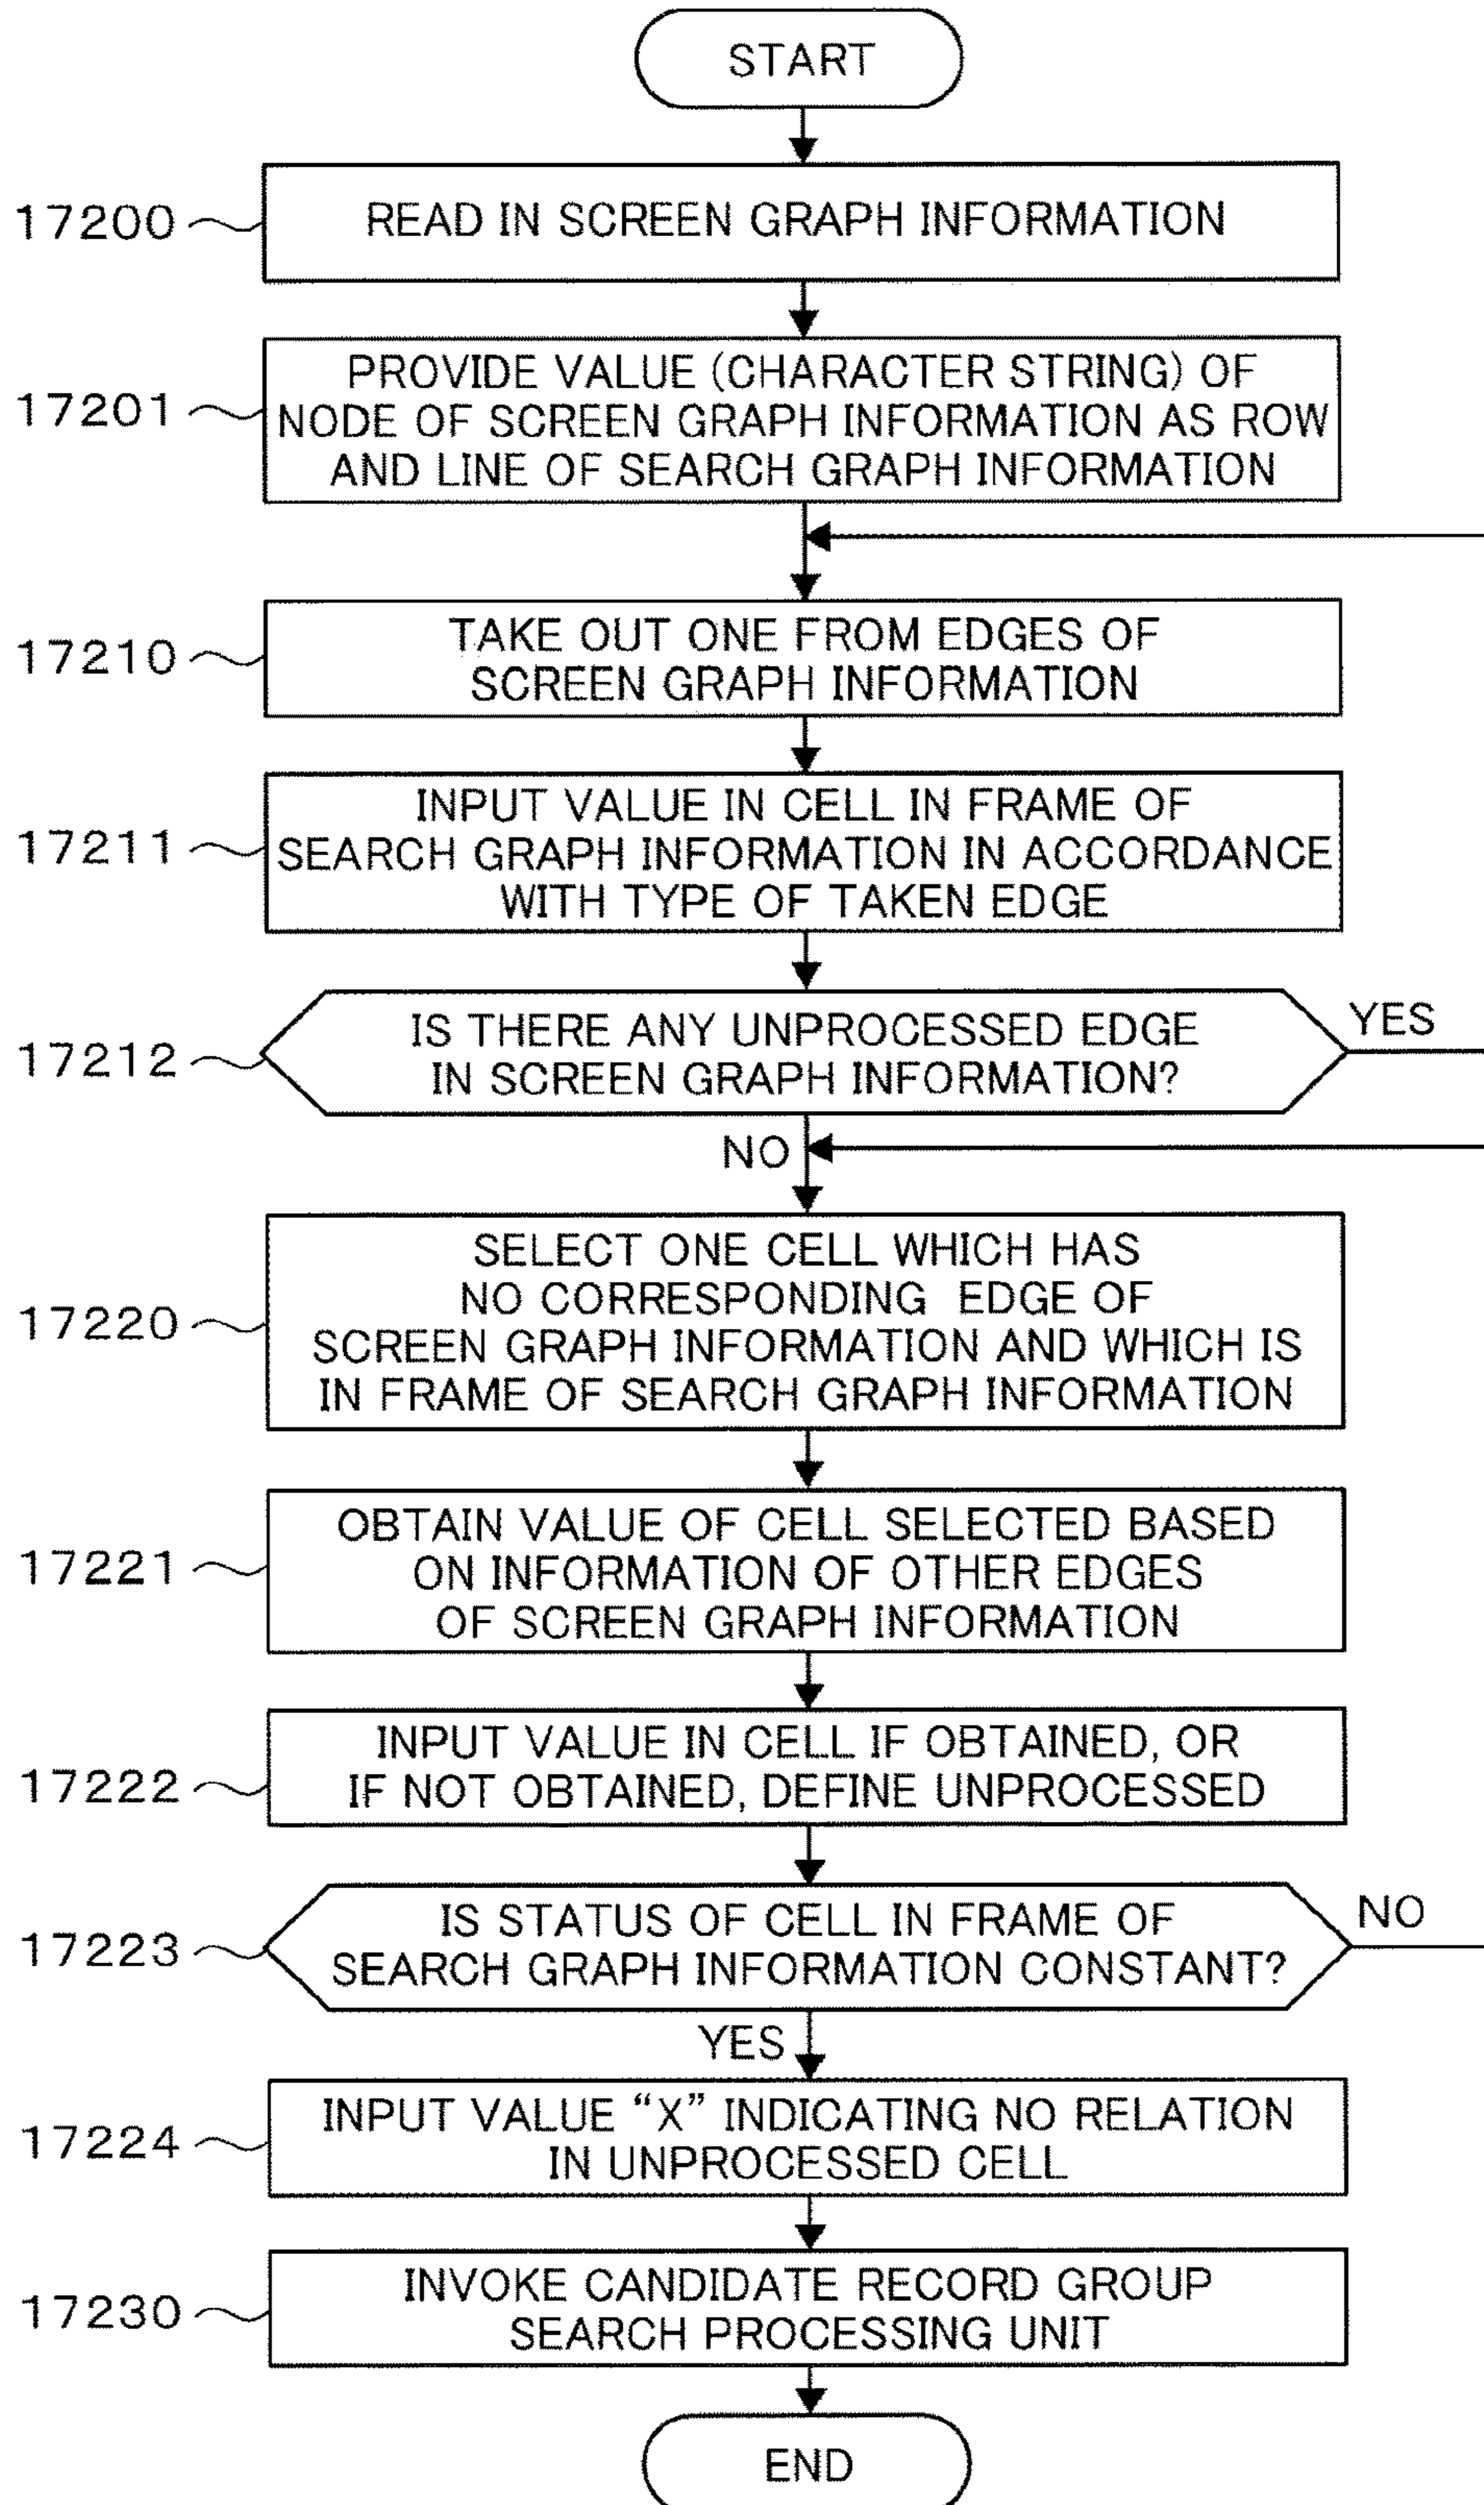 START
17200
READ IN SCREEN GRAPH INFORMATION
17201
PROVIDE VALUE (CHARACTER STRING) OF
NODE OF SCREEN GRAPH INFORMATION AS ROW
AND LINE OF SEARCH GRAPH INFORMATION
17210
TAKE OUT ONE FROM EDGES OF
SCREEN GRAPH INFORMATION
17211
INPUT VALUE IN CELL IN FRAME OF
SEARCH GRAPH INFORMATION IN ACCORDANCE
WITH TYPE OF TAKEN EDGE
17212
IS THERE ANY UNPROCESSED EDGE
IN SCREEN GRAPH INFORMATION?
YES
NO
17220
SELECT ONE CELL WHICH HAS
NO CORRESPONDING EDGE OF
SCREEN GRAPH INFORMATION AND WHICH IS
IN FRAME OF SEARCH GRAPH INFORMATION
17221
OBTAIN VALUE OF CELL SELECTED BASED
ON INFORMATION OF OTHER EDGES
OF SCREEN GRAPH INFORMATION
17222
INPUT VALUE IN CELL IF OBTAINED, OR
IF NOT OBTAINED, DEFINE UNPROCESSED
17223
IS STATUS OF CELL IN FRAME OF
SEARCH GRAPH INFORMATION CONSTANT?
NO
YES
17224
INPUT VALUE “X” INDICATING NO RELATION
IN UNPROCESSED CELL
17230
INVOKE CANDIDATE RECORD GROUP
SEARCH PROCESSING UNIT
END